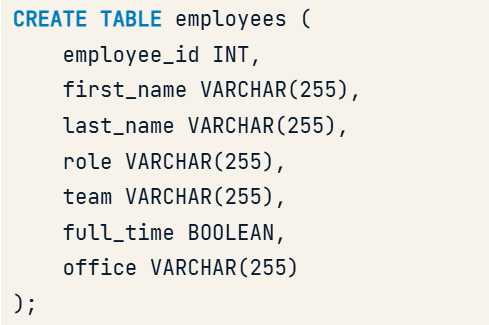 CREATE TABLE employees (
    employee_id INT,
    first_name VARCHAR(255),
    last_name VARCHAR(255),
    role VARCHAR(255),
    team VARCHAR(255),
    full_time BOOLEAN,
    office VARCHAR(255)
);